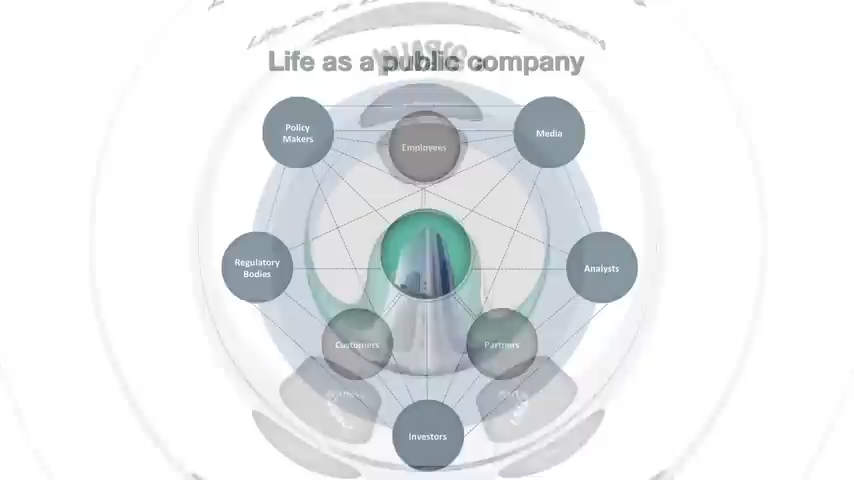 Life as a public company
Policy
Makers
Employees
Media
Regulatory
Bodies
Analysts
Customers
Partners
Investors